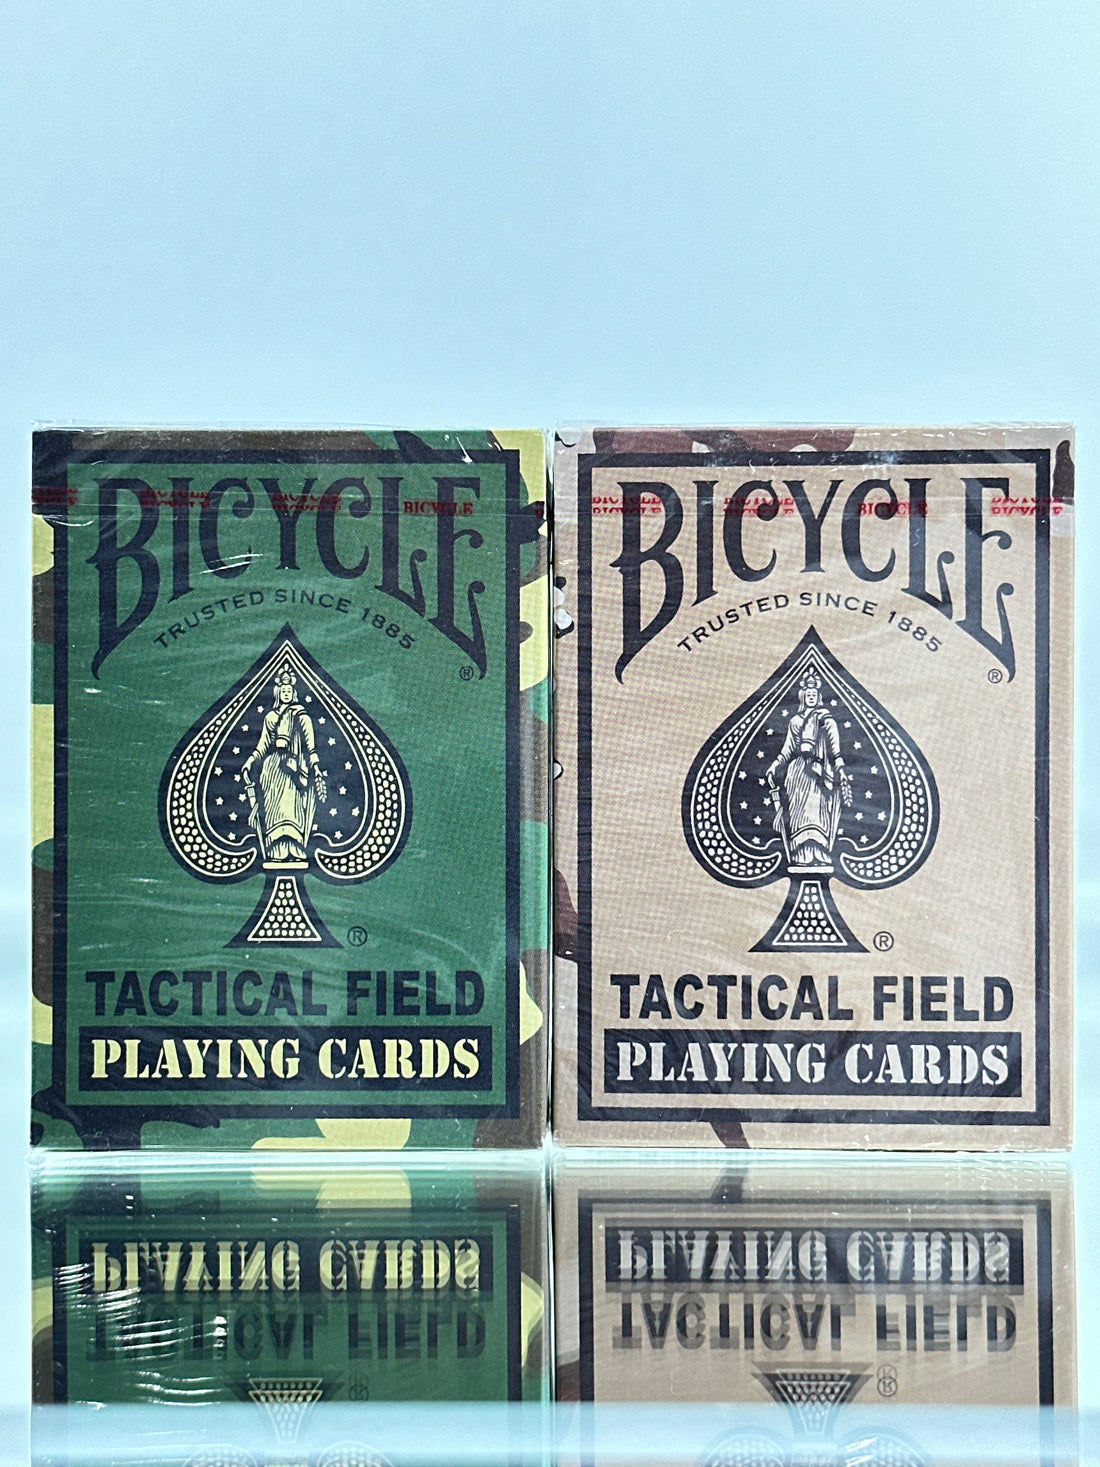 BICYCLE
TRUSTED SINCE 1885
®
®
TACTICAL FIELD
PLAYING CARDS
BICYCLE
BICYCLE
TRUSTED SINCE 1885
®
®
TACTICAL FIELD
PLAYING CARDS
BICYCLE